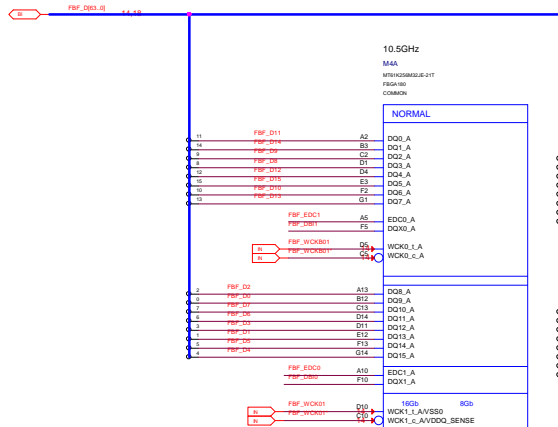 BI FBF_D[63..0] 14,18
10.5GHz
M4A
MT61K256M32JE-21T
FBGA180
COMMON
NORMAL
11 FBF_D11 A2 DQ0_A
14 FBF_D14 B3 DQ1_A
9 FBF_D9 C2 DQ2_A
8 FBF_D8 D1 DQ3_A
12 FBF_D12 D4 DQ4_A
15 FBF_D15 E3 DQ5_A
10 FBF_D10 F2 DQ6_A
13 FBF_D13 G1 DQ7_A
FBF_EDC1 A5 EDC0_A
FBF_DBI1 F5 DQX0_A
IN FBF_WCKB01 D5 WCK0_t_A
IN FBF_WCKB01* C5 WCK0_c_A
2 FBF_D2 A13 DQ8_A
0 FBF_D0 B12 DQ9_A
7 FBF_D7 C13 DQ10_A
6 FBF_D6 D14 DQ11_A
3 FBF_D3 D11 DQ12_A
1 FBF_D1 E12 DQ13_A
5 FBF_D5 F13 DQ14_A
4 FBF_D4 G14 DQ15_A
FBF_EDC0 A10 EDC1_A
FBF_DBI0 F10 DQX1_A
16Gb 8Gb
IN FBF_WCK01 D10 WCK1_t_A/VSS0
IN FBF_WCK01* C10 WCK1_c_A/VDDQ_SENSE